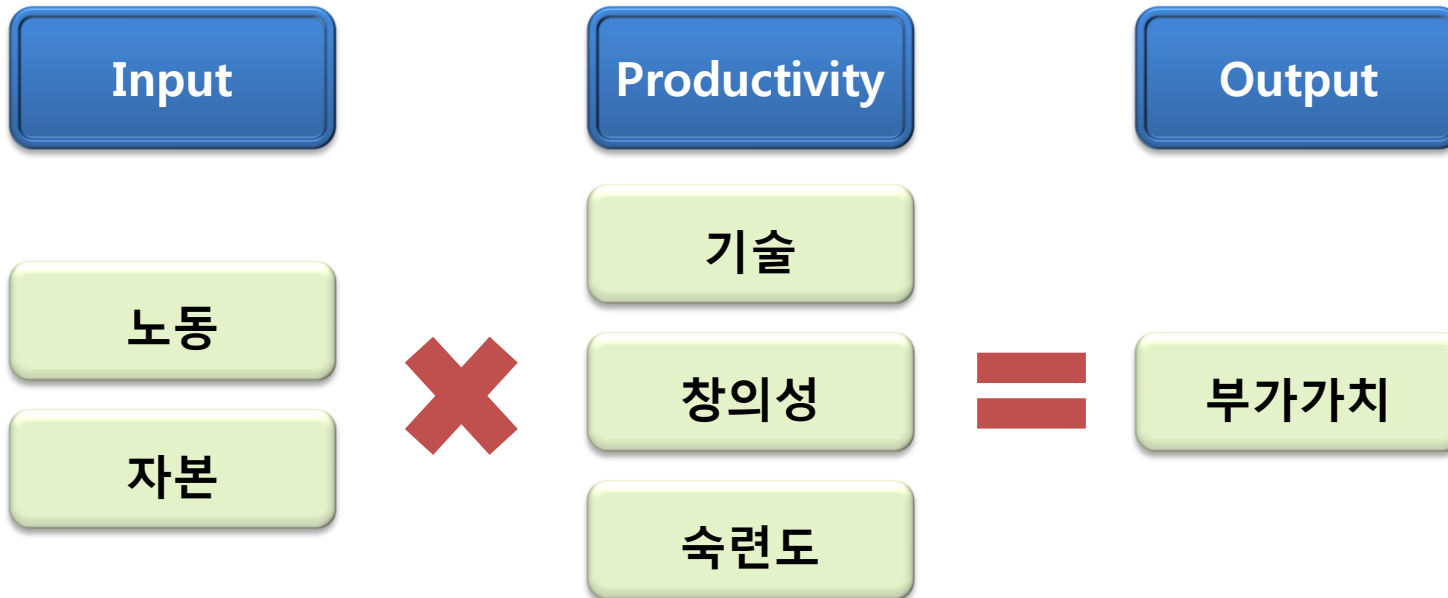 Input
Productivity
Output
노동
자본
기술
창의성
숙련도
부가가치